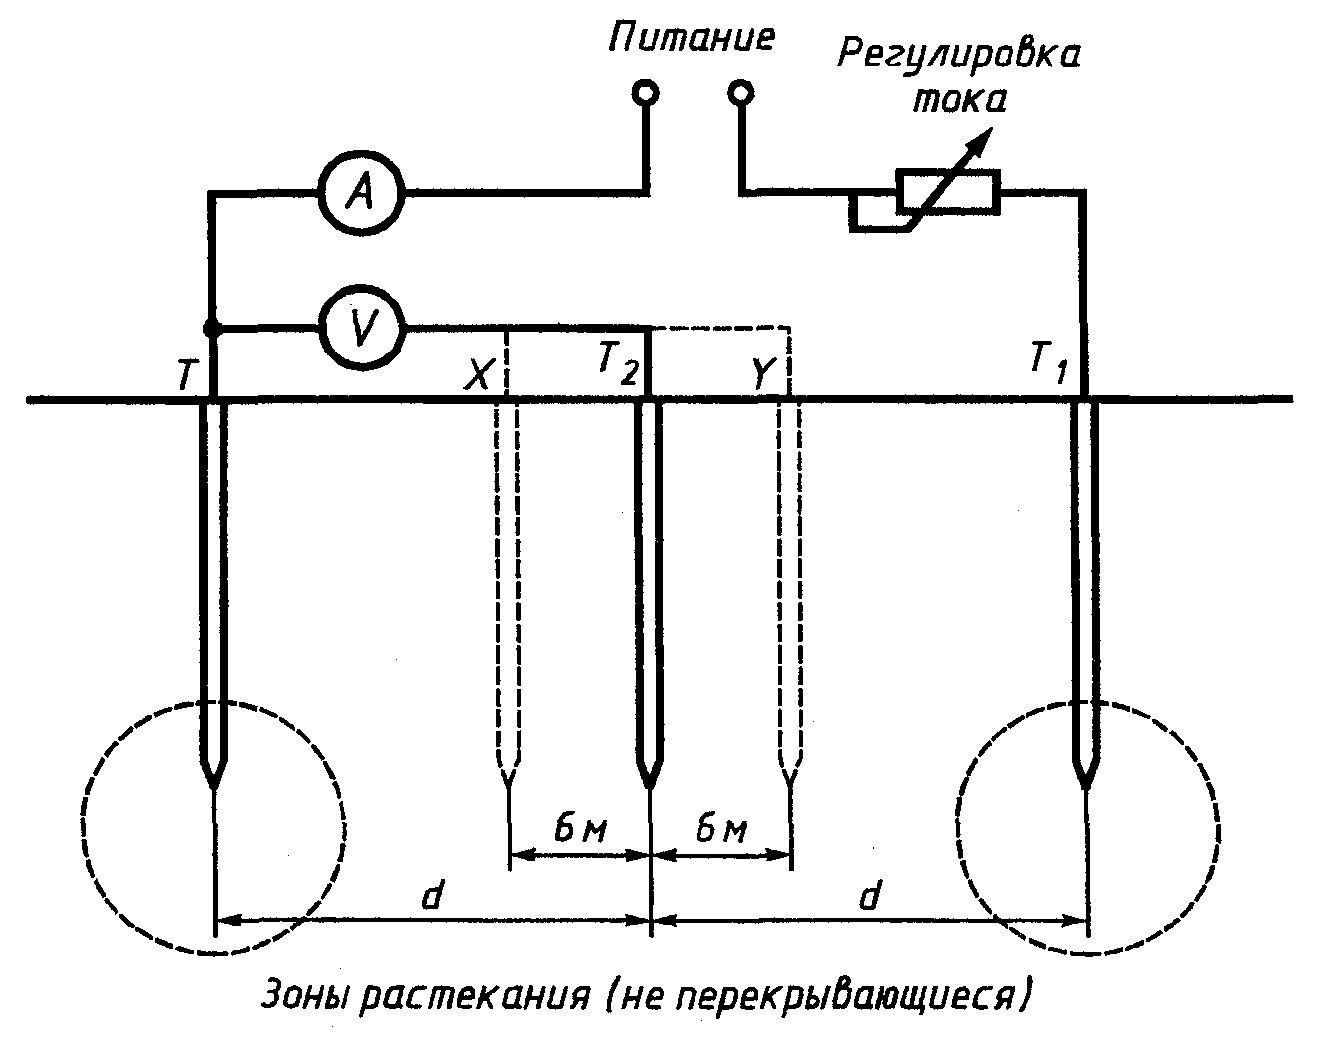 Питание
Регулировка
тока
A
V
T
X
T2
Y
T1
6 м
6 м
d
d
Зоны растекания (не перекрывающиеся)